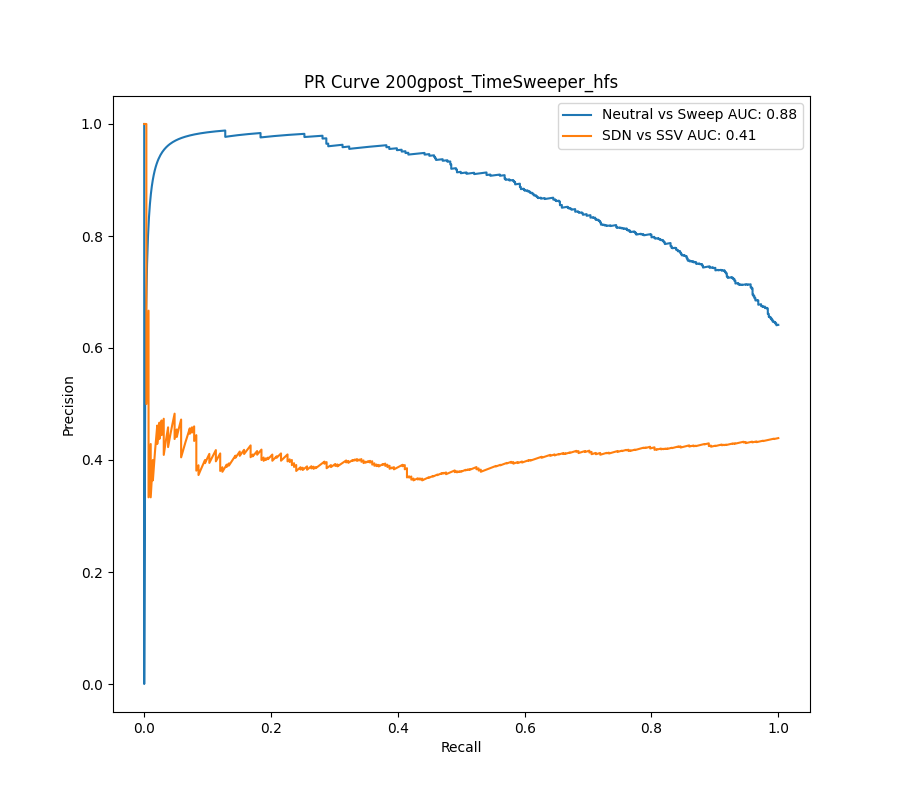 PR Curve 200gpost_TimeSweeper_hfs
Neutral vs Sweep AUC: 0.88
SDN vs SSV AUC: 0.41
1.0
0.8
0.6
0.4
0.2
0.0
Precision
0.0 0.2 0.4 0.6 0.8 1.0
Recall